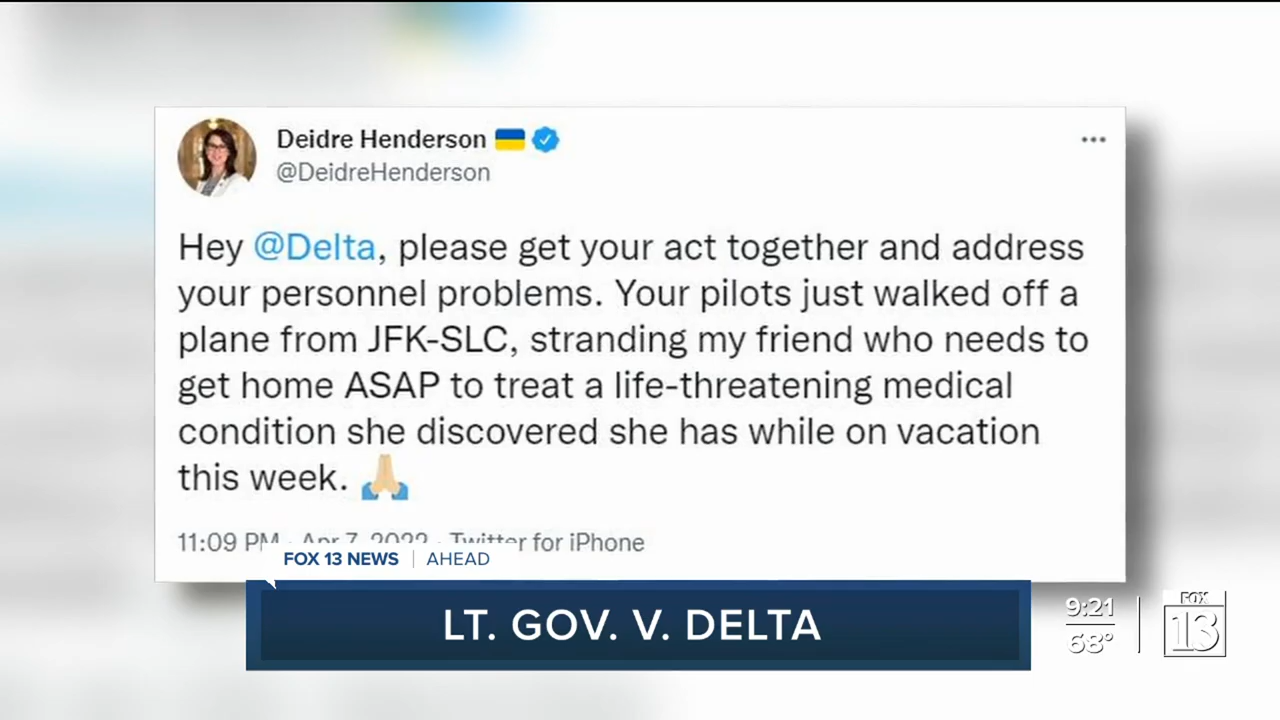 Deidre Henderson
@DeidreHenderson
Hey @Delta, please get your act together and address
your personnel problems. Your pilots just walked off a
plane from JFK-SLC, stranding my friend who needs to
get home ASAP to treat a life-threatening medical
condition she discovered she has while on vacation
this week.
11:09 PM · Apr 7, 2022 · Twitter for iPhone
FOX 13 NEWS | AHEAD
LT. GOV. V. DELTA
9:21
68°
FOX
13